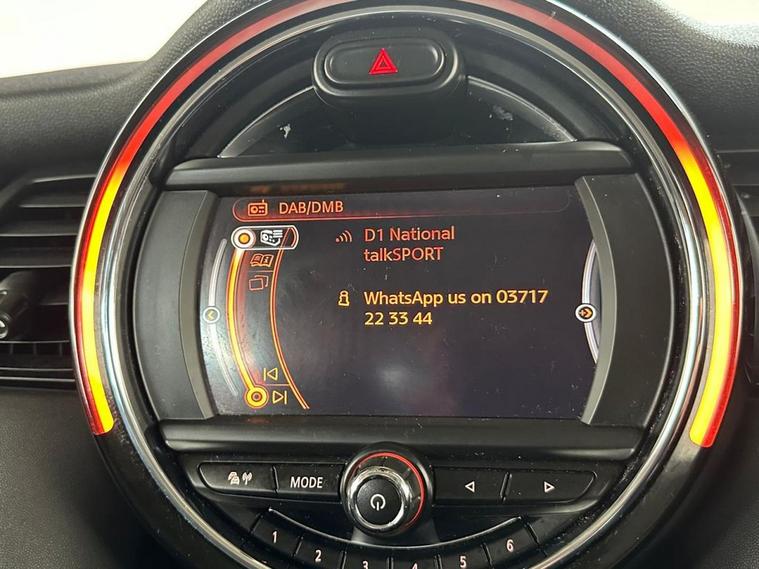 DAB/DMB
D1 National
talkSPORT
WhatsApp us on 03717
22 33 44
MODE
1
2
3
4
5
6